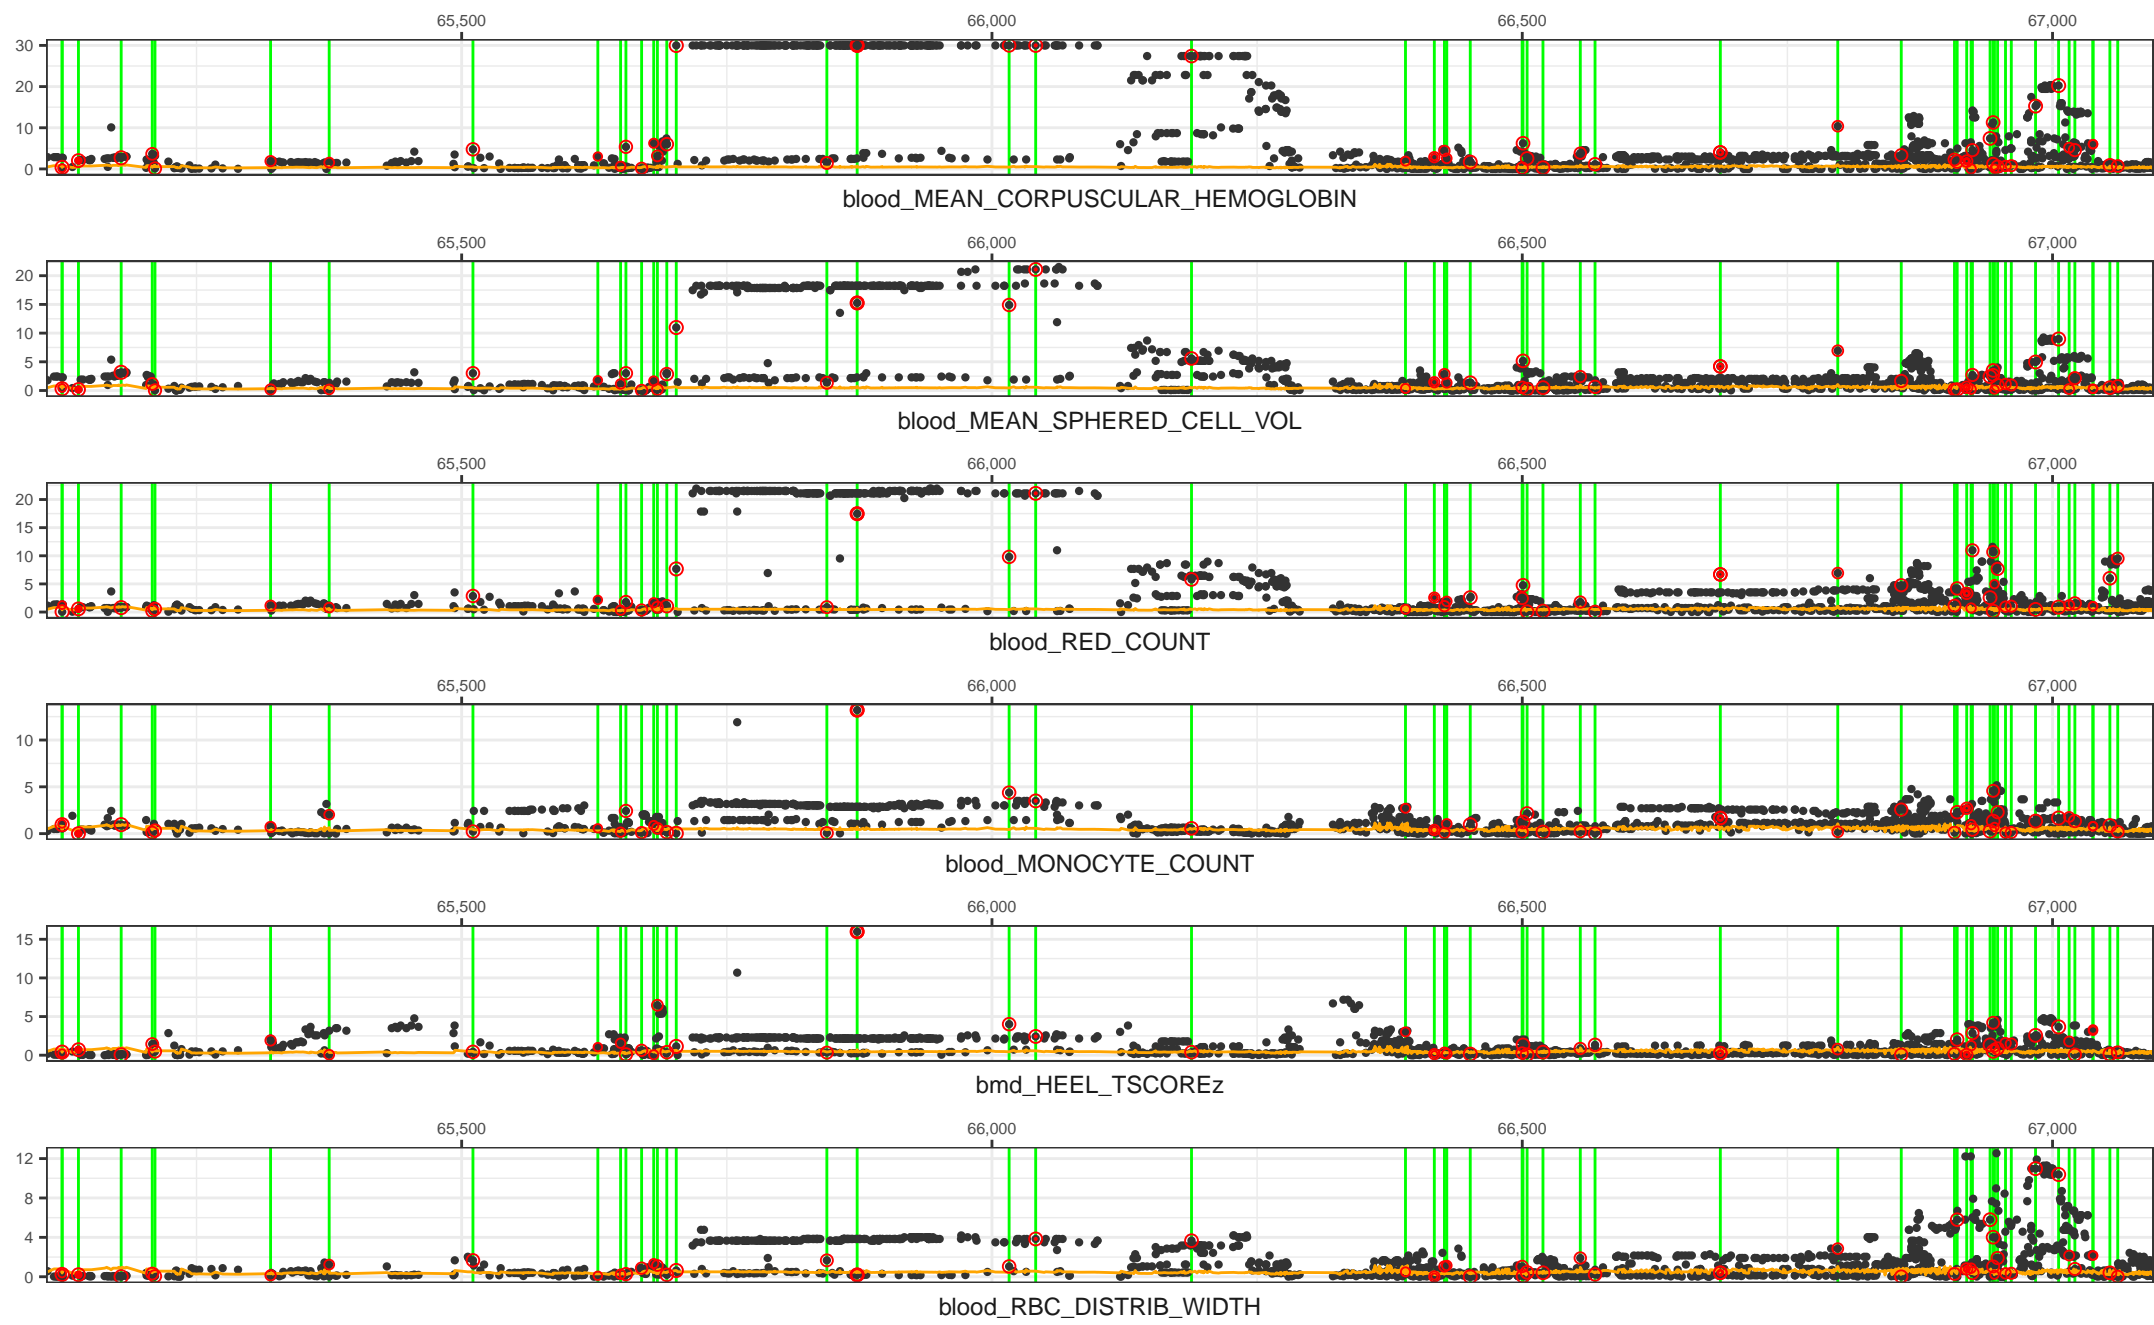 65,500 66,000 66,500 67,000
30
20
10
0
blood_MEAN_CORPUSCULAR_HEMOGLOBIN
65,500 66,000 66,500 67,000
20
15
10
5
0
blood_MEAN_SPHERED_CELL_VOL
65,500 66,000 66,500 67,000
20
15
10
5
0
blood_RED_COUNT
65,500 66,000 66,500 67,000
10
5
0
blood_MONOCYTE_COUNT
65,500 66,000 66,500 67,000
15
10
5
0
bmd_HEEL_TSCOREz
65,500 66,000 66,500 67,000
12
8
4
0
blood_RBC_DISTRIB_WIDTH